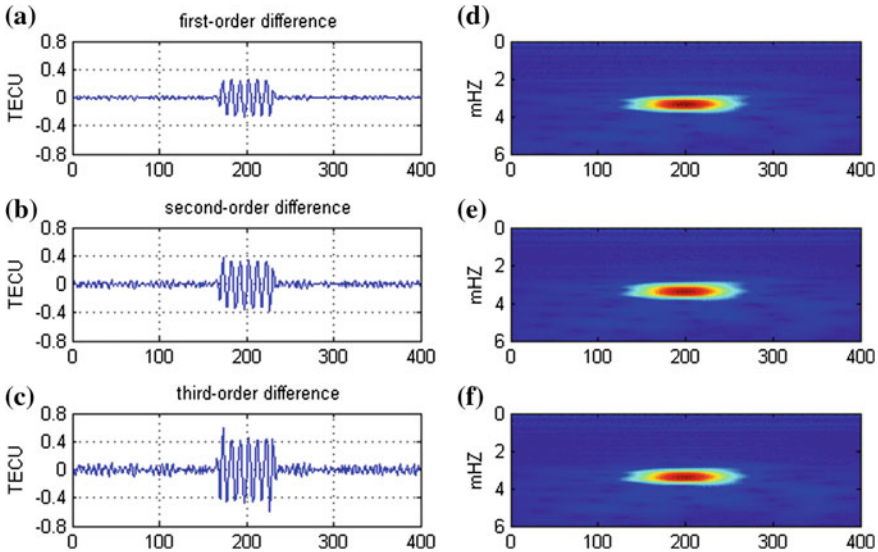 (a)
first-order difference
0.8
0.4
0
-0.4
-0.8
TECU
0 100 200 300 400
(d)
0
2
4
6
mHZ
0 100 200 300 400
(b)
second-order difference
0.8
0.4
0
-0.4
-0.8
TECU
0 100 200 300 400
(e)
0
2
4
6
mHZ
0 100 200 300 400
(c)
third-order difference
0.8
0.4
0
-0.4
-0.8
TECU
0 100 200 300 400
(f)
0
2
4
6
mHZ
0 100 200 300 400